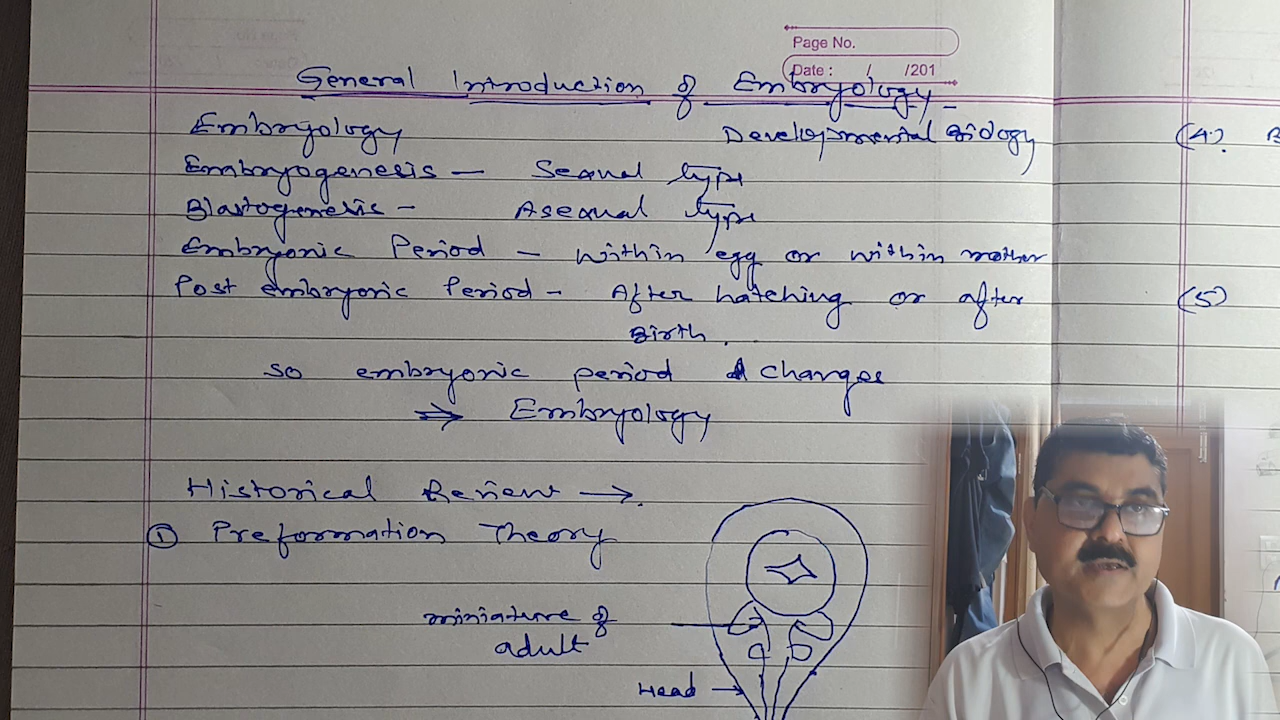 Page No.
Date : / /201
General Introduction of Embryology -
Embryology Developmental Biology
Embryogenesis - Sexual type
Blastogenesis - Asexual type
Embryonic Period - within egg or within mother
Post embryonic Period - After hatching or after
Birth.
so embryonic period & changes
⇒ Embryology
Historical Review →.
① Preformation Theory
miniature of
adult
Head →
(4).
(5)